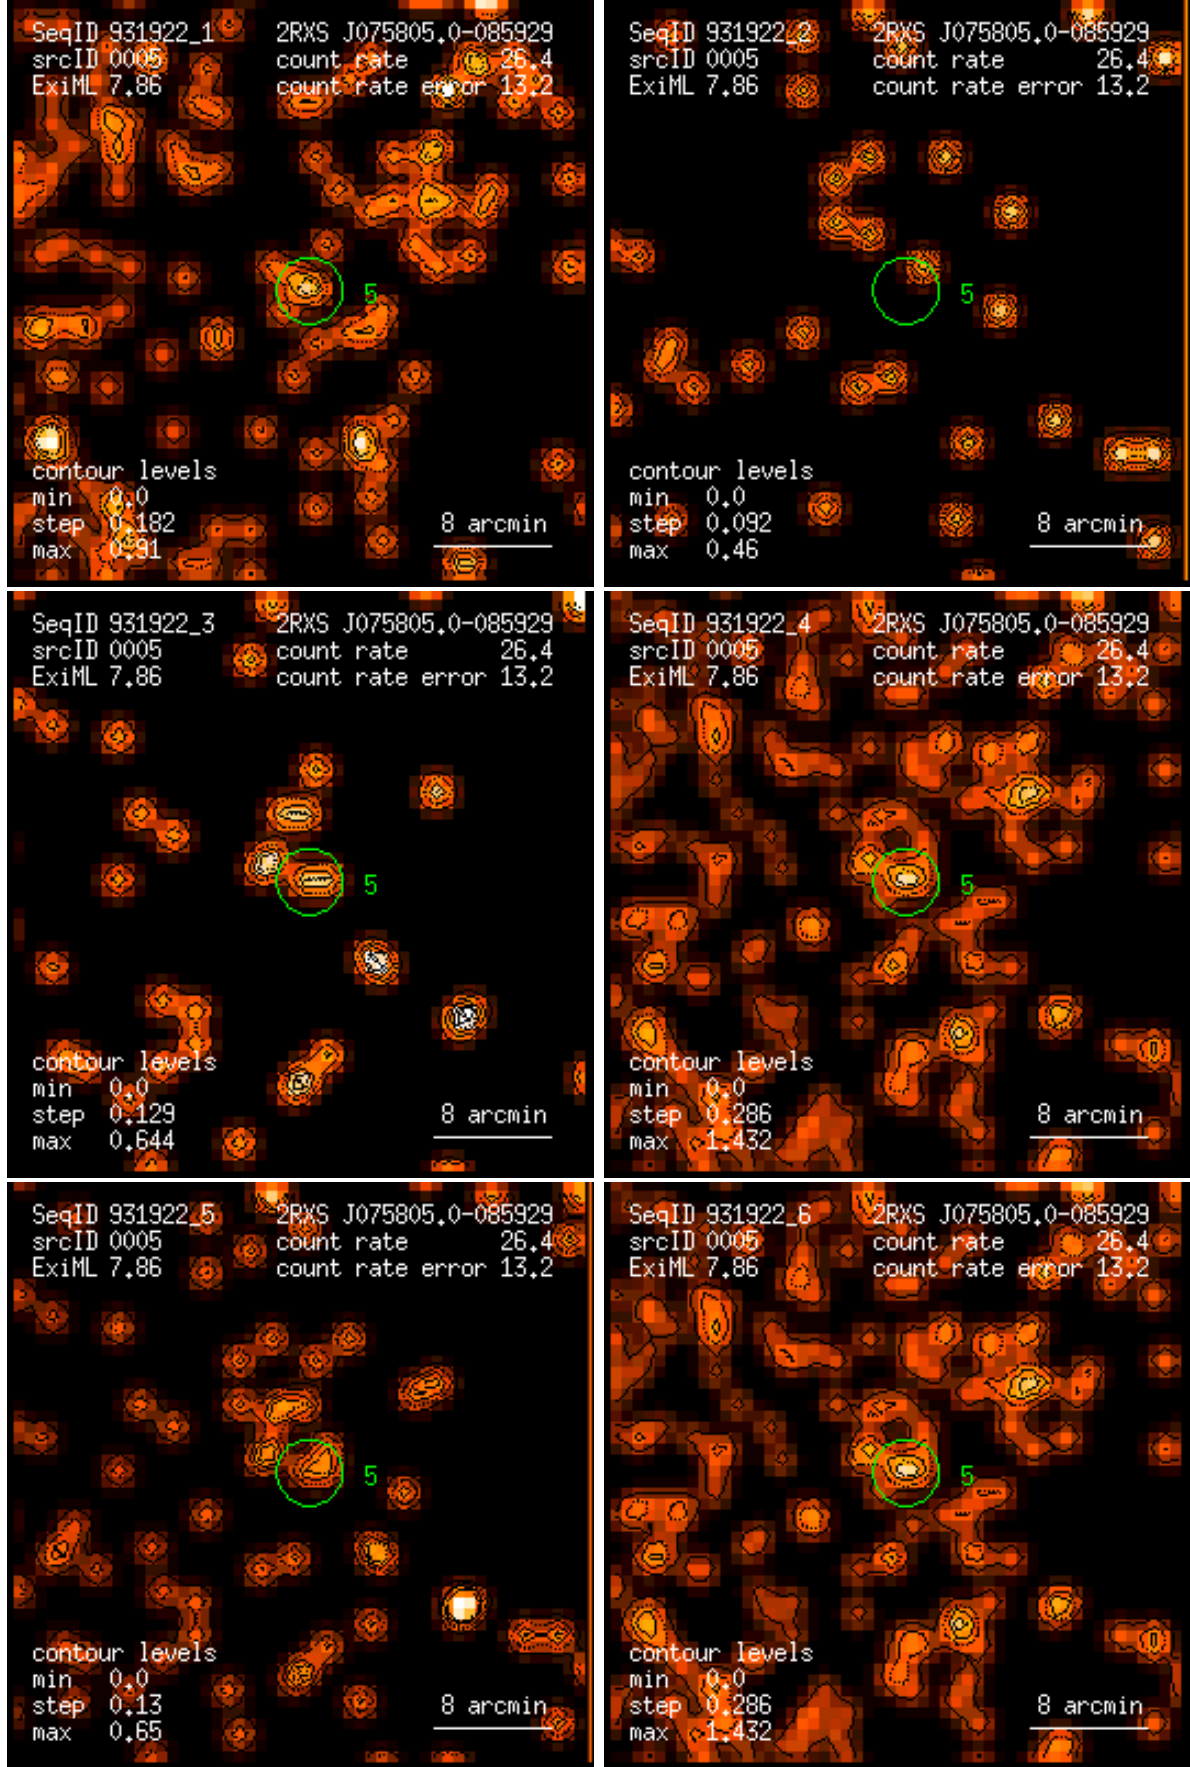 SeqID 931922_1 2RXS J075805.0-085929
srcID 0005 count rate 26.4
ExiML 7.86 count rate error 13.2
5
contour levels
min 0.0
step 0.182
max 0.91
8 arcmin
SeqID 931922_2 2RXS J075805.0-085929
srcID 0005 count rate 26.4
ExiML 7.86 count rate error 13.2
5
contour levels
min 0.0
step 0.092
max 0.46
8 arcmin
SeqID 931922_3 2RXS J075805.0-085929
srcID 0005 count rate 26.4
ExiML 7.86 count rate error 13.2
5
contour levels
min 0.0
step 0.129
max 0.644
8 arcmin
SeqID 931922_4 2RXS J075805.0-085929
srcID 0005 count rate 26.4
ExiML 7.86 count rate error 13.2
5
contour levels
min 0.0
step 0.286
max 1.432
8 arcmin
SeqID 931922_5 2RXS J075805.0-085929
srcID 0005 count rate 26.4
ExiML 7.86 count rate error 13.2
5
contour levels
min 0.0
step 0.13
max 0.65
8 arcmin
SeqID 931922_6 2RXS J075805.0-085929
srcID 0005 count rate 26.4
ExiML 7.86 count rate error 13.2
5
contour levels
min 0.0
step 0.286
max 1.432
8 arcmin